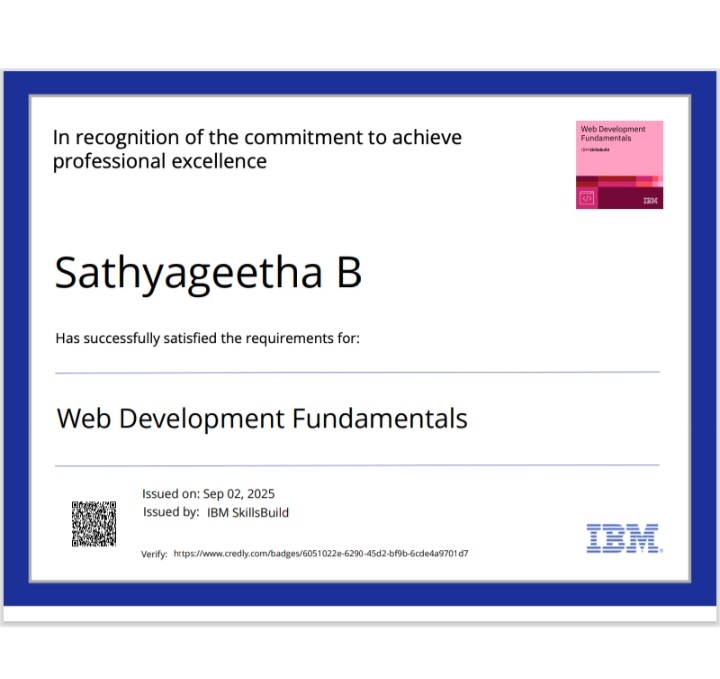 In recognition of the commitment to achieve
professional excellence
Web Development
Fundamentals
IBM SkillsBuild
IBM
Sathyageetha B
Has successfully satisfied the requirements for:
Web Development Fundamentals
Issued on: Sep 02, 2025
Issued by: IBM SkillsBuild
Verify: https://www.credly.com/badges/6051022e-6290-45d2-bf9b-6cde4a9701d7
IBM